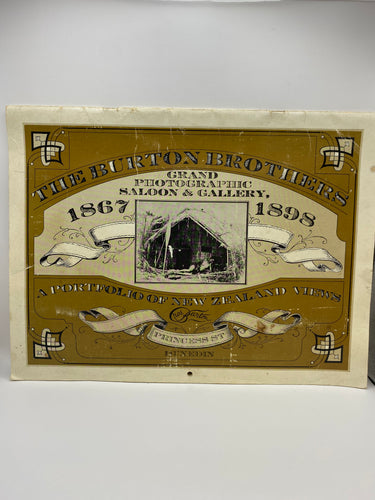 THE BURTON BROTHERS
GRAND
PHOTOGRAPHIC
SALOON & GALLERY,
1867 1898
A PORTFOLIO OF NEW ZEALAND VIEWS
PRINCESS ST
DUNEDIN